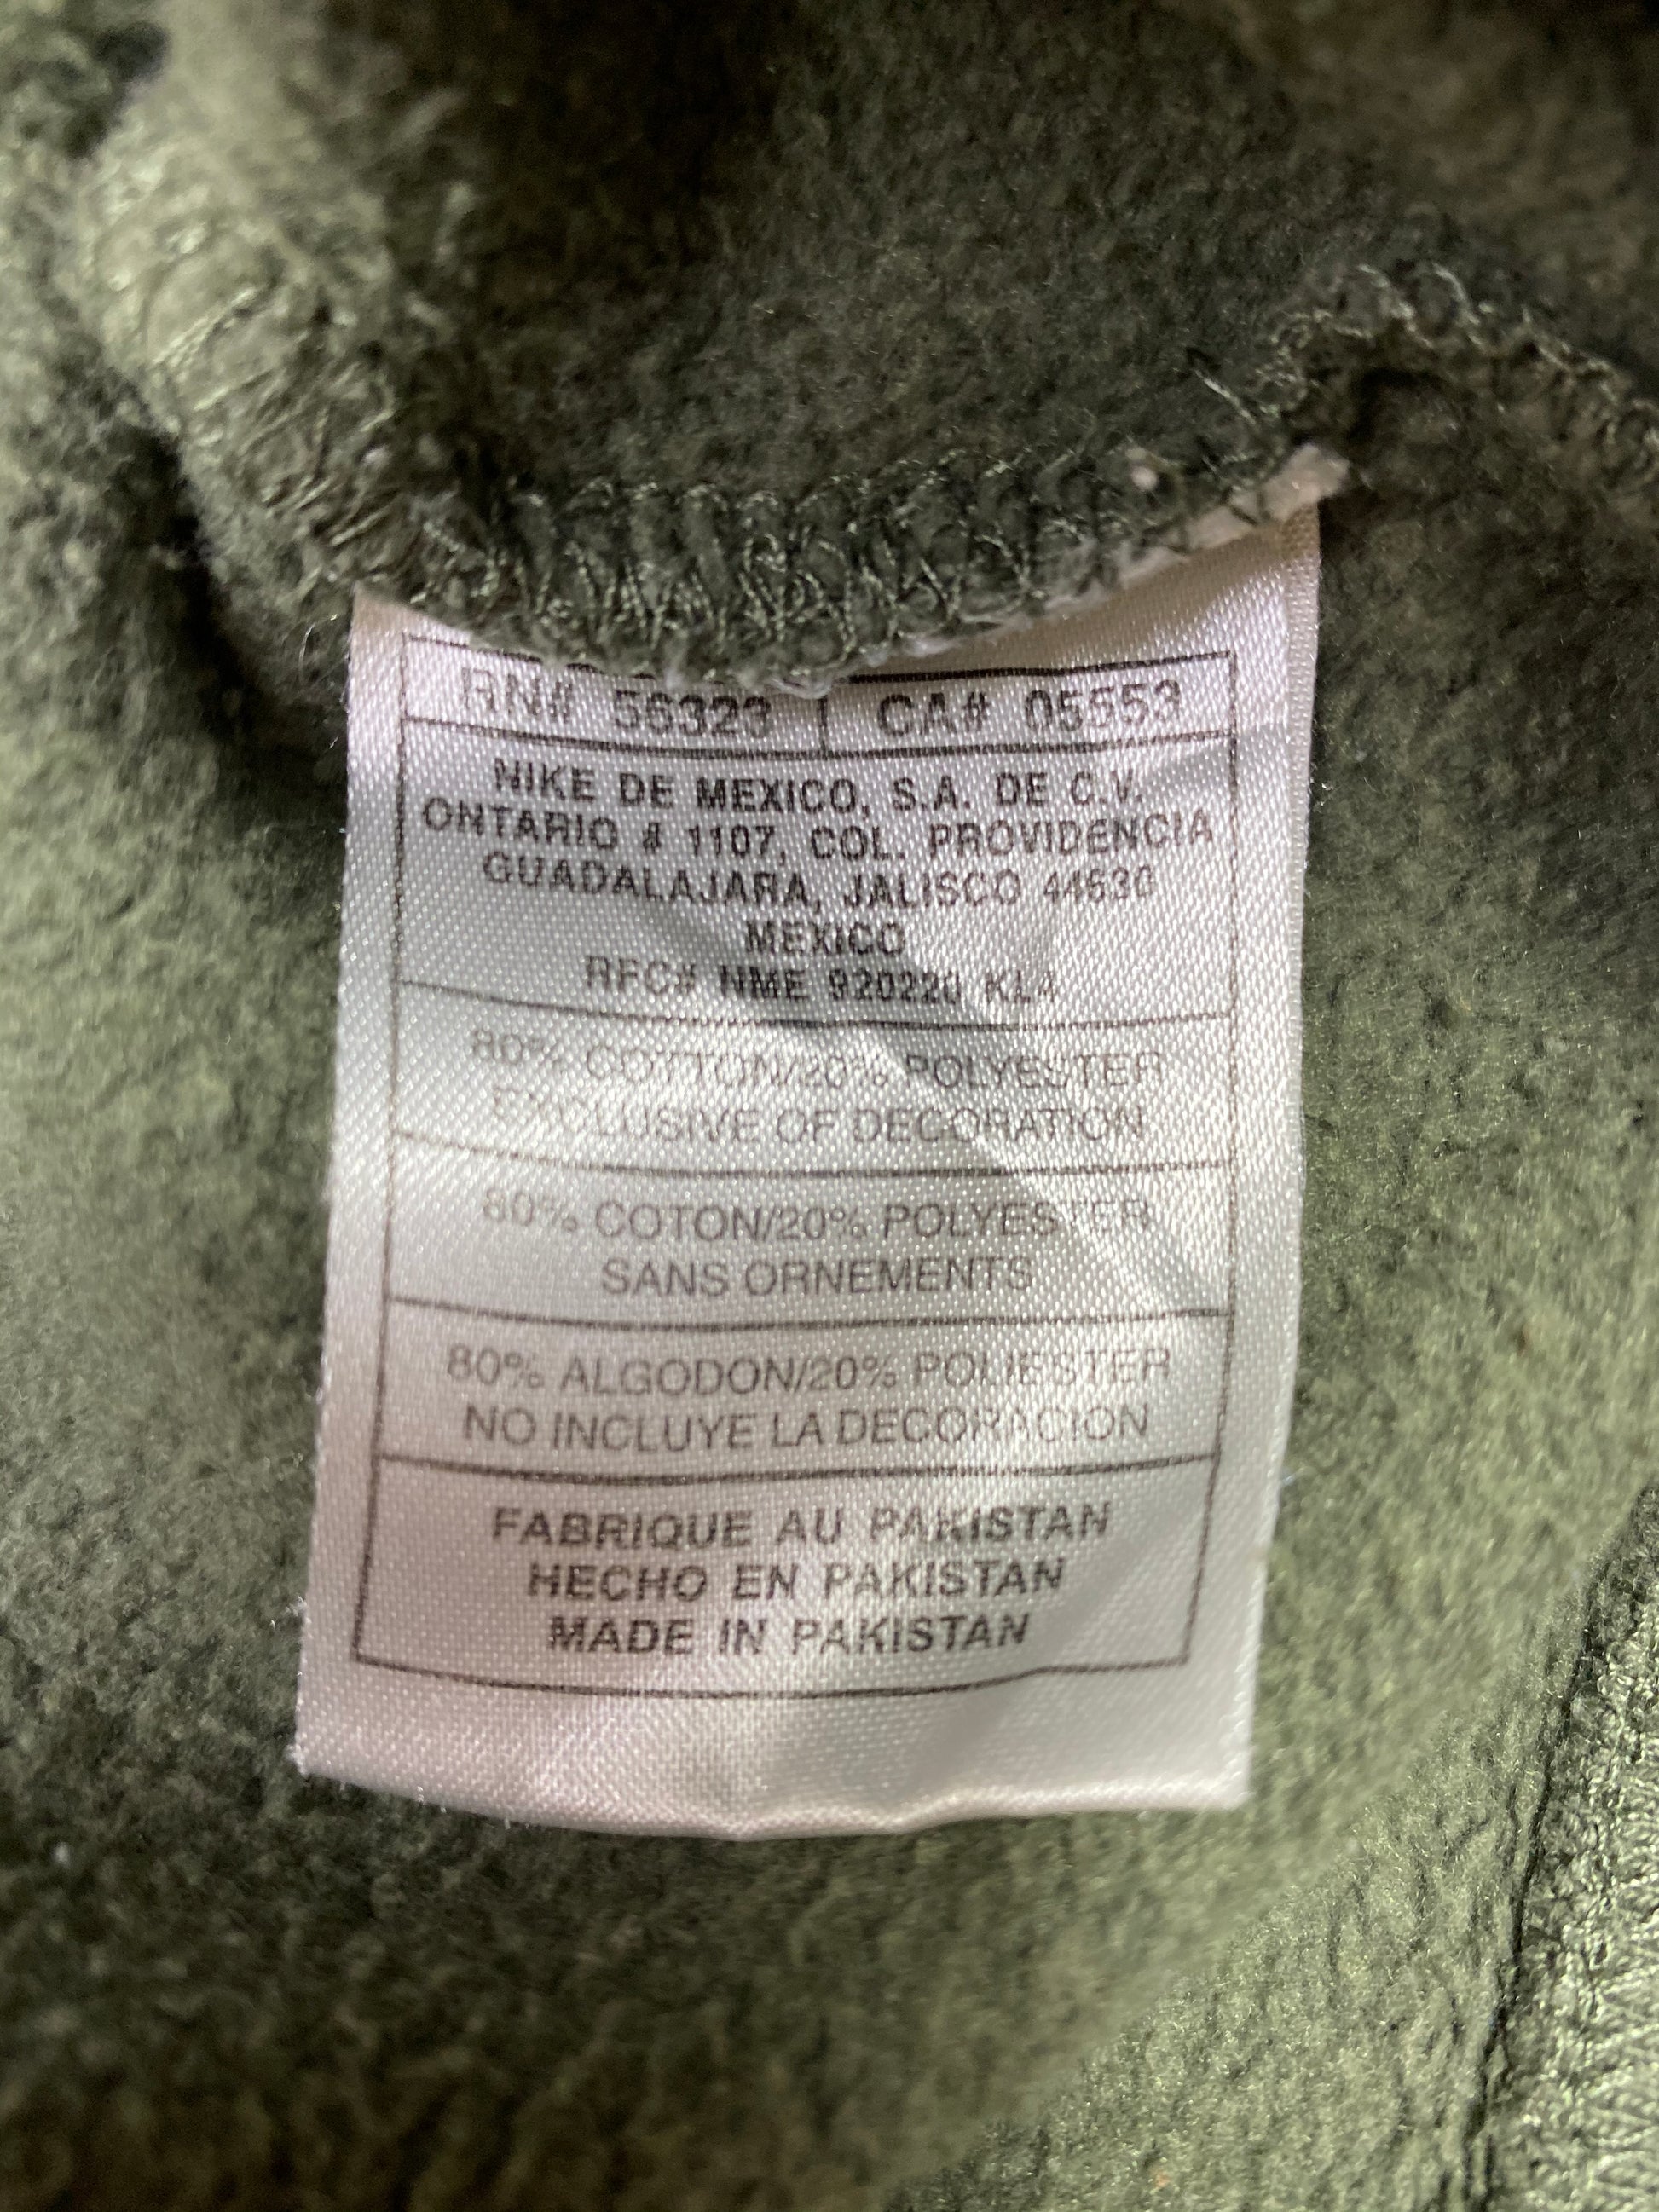 RN# 56323 CA# 05553
NIKE DE MEXICO, S.A. DE C.V.
ONTARIO # 1107, COL. PROVIDENCIA
GUADALAJARA, JALISCO 44630
MEXICO
RFC# NME 920220 KL4
80% COTTON/20% POLYESTER
EXCLUSIVE OF DECORATION
80% COTON/20% POLYESTER
SANS ORNEMENTS
80% ALGODON/20% POLIESTER
NO INCLUYE LA DECORACION
FABRIQUE AU PAKISTAN
HECHO EN PAKISTAN
MADE IN PAKISTAN